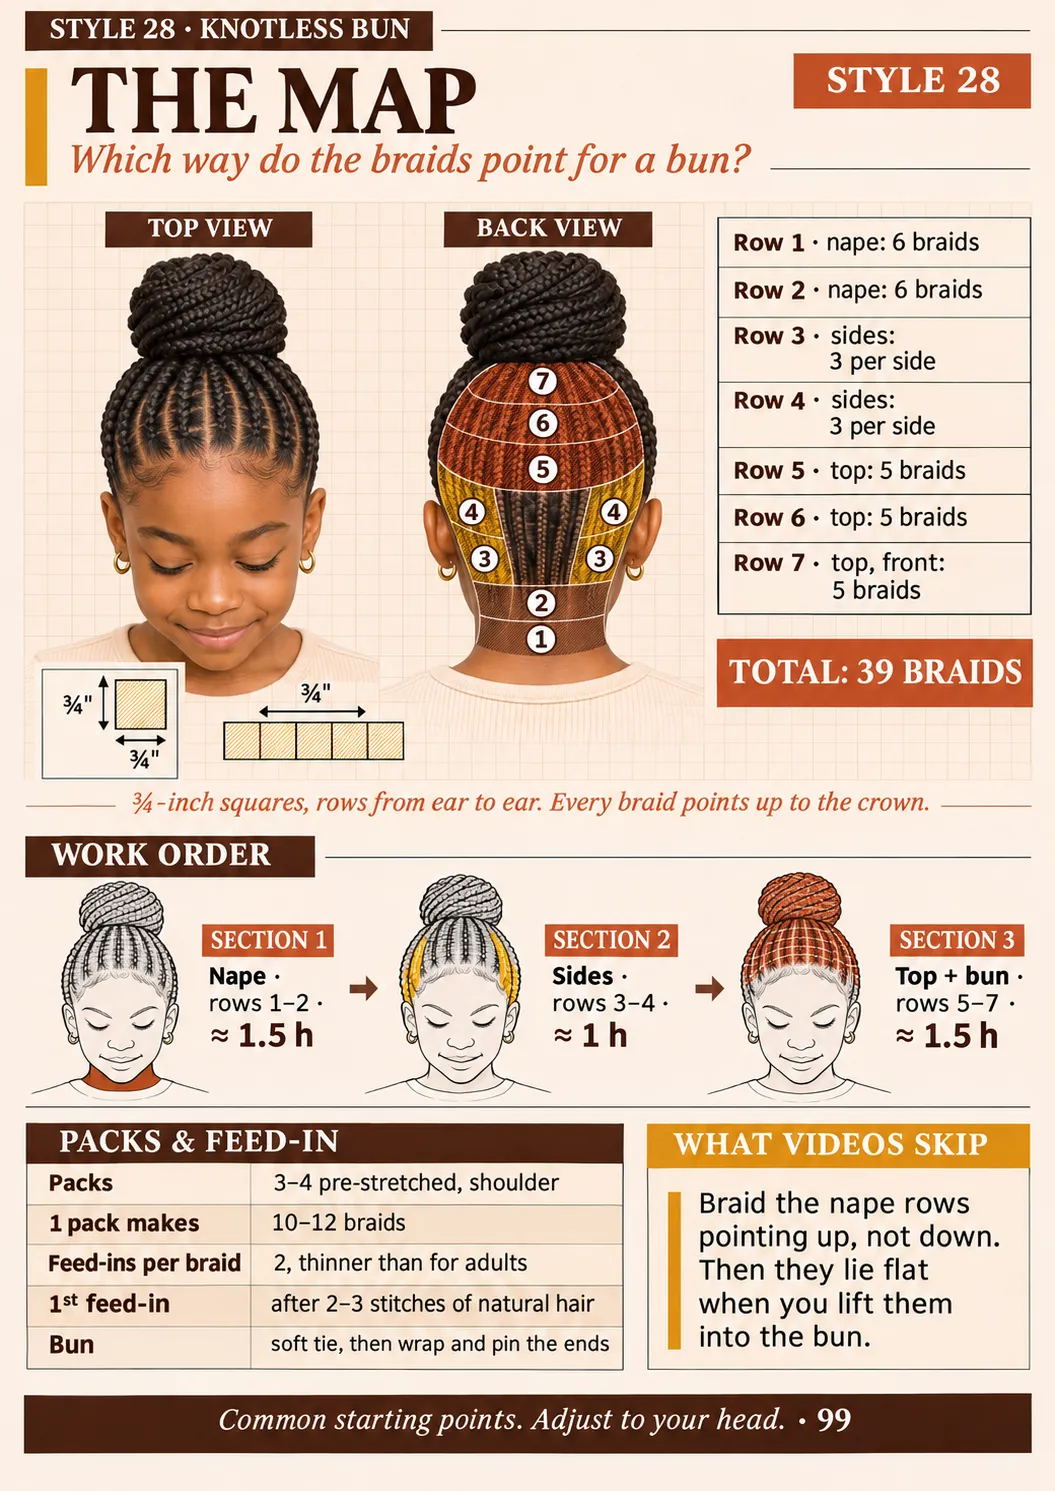 STYLE 28 · KNOTLESS BUN
THE MAP
STYLE 28
Which way do the braids point for a bun?
TOP VIEW
BACK VIEW
7
6
5
4
4
3
3
2
1
Row 1 · nape: 6 braids
Row 2 · nape: 6 braids
Row 3 · sides:
3 per side
Row 4 · sides:
3 per side
Row 5 · top: 5 braids
Row 6 · top: 5 braids
Row 7 · top, front:
5 braids
TOTAL: 39 BRAIDS
¾"
¾"
¾"
¾-inch squares, rows from ear to ear. Every braid points up to the crown.
WORK ORDER
SECTION 1
Nape ·
rows 1–2 ·
≈ 1.5 h
SECTION 2
Sides ·
rows 3–4 ·
≈ 1 h
SECTION 3
Top + bun ·
rows 5–7 ·
≈ 1.5 h
PACKS & FEED-IN
Packs 3–4 pre-stretched, shoulder
1 pack makes 10–12 braids
Feed-ins per braid 2, thinner than for adults
1st feed-in after 2–3 stitches of natural hair
Bun soft tie, then wrap and pin the ends
WHAT VIDEOS SKIP
Braid the nape rows
pointing up, not down.
Then they lie flat
when you lift them
into the bun.
Common starting points. Adjust to your head. · 99